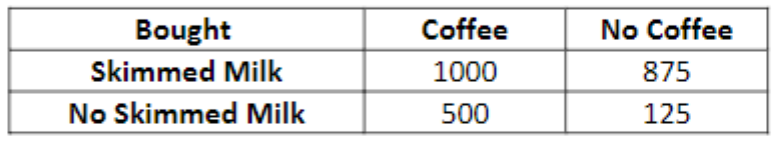 Bought Coffee No Coffee
Skimmed Milk 1000 875
No Skimmed Milk 500 125